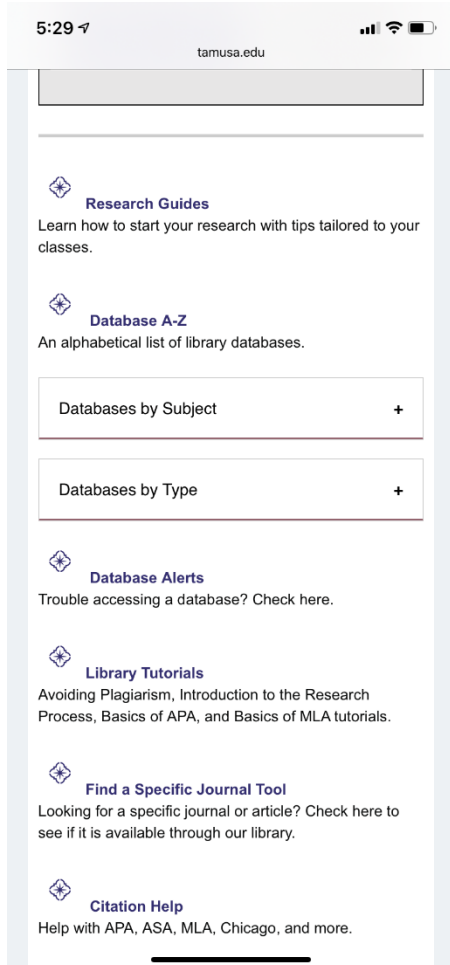 5:29
tamusa.edu
Research Guides
Learn how to start your research with tips tailored to your
classes.
Database A-Z
An alphabetical list of library databases.
Databases by Subject +
Databases by Type +
Database Alerts
Trouble accessing a database? Check here.
Library Tutorials
Avoiding Plagiarism, Introduction to the Research
Process, Basics of APA, and Basics of MLA tutorials.
Find a Specific Journal Tool
Looking for a specific journal or article? Check here to
see if it is available through our library.
Citation Help
Help with APA, ASA, MLA, Chicago, and more.